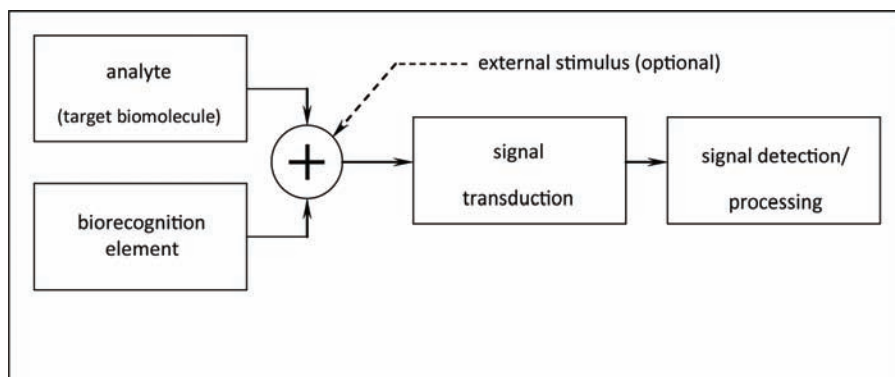 analyte
(target biomolecule)
external stimulus (optional)
biorecognition
element
+
signal
transduction
signal detection/
processing